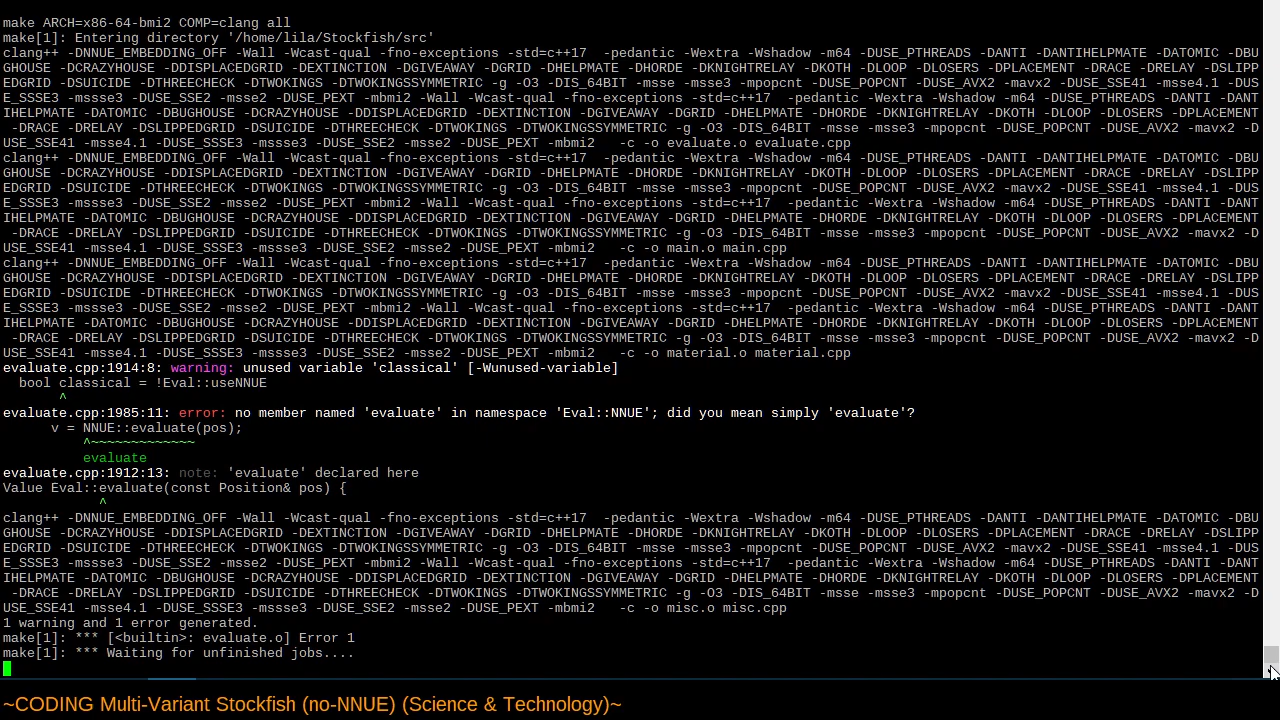 make ARCH=x86-64-bmi2 COMP=clang all
make[1]: Entering directory '/home/lila/Stockfish/src'
clang++ -DNNUE_EMBEDDING_OFF -Wall -Wcast-qual -fno-exceptions -std=c++17  -pedantic -Wextra -Wshadow -m64 -DUSE_PTHREADS -DANTI -DANTIHELPMATE -DATOMIC -DBU
GHOUSE -DCRAZYHOUSE -DDISPLACEDGRID -DEXTINCTION -DGIVEAWAY -DGRID -DHELPMATE -DHORDE -DKNIGHTRELAY -DKOTH -DLOOP -DLOSERS -DPLACEMENT -DRACE -DRELAY -DSLIPP
EDGRID -DSUICIDE -DTHREECHECK -DTWOKINGS -DTWOKINGSSYMMETRIC -g -O3 -DIS_64BIT -msse -msse3 -mpopcnt -DUSE_POPCNT -DUSE_AVX2 -mavx2 -DUSE_SSE41 -msse4.1 -DUS
E_SSSE3 -mssse3 -DUSE_SSE2 -msse2 -DUSE_PEXT -mbmi2 -Wall -Wcast-qual -fno-exceptions -std=c++17  -pedantic -Wextra -Wshadow -m64 -DUSE_PTHREADS -DANTI -DANT
IHELPMATE -DATOMIC -DBUGHOUSE -DCRAZYHOUSE -DDISPLACEDGRID -DEXTINCTION -DGIVEAWAY -DGRID -DHELPMATE -DHORDE -DKNIGHTRELAY -DKOTH -DLOOP -DLOSERS -DPLACEMENT
 -DRACE -DRELAY -DSLIPPEDGRID -DSUICIDE -DTHREECHECK -DTWOKINGS -DTWOKINGSSYMMETRIC -g -O3 -DIS_64BIT -msse -msse3 -mpopcnt -DUSE_POPCNT -DUSE_AVX2 -mavx2 -D
USE_SSE41 -msse4.1 -DUSE_SSSE3 -mssse3 -DUSE_SSE2 -msse2 -DUSE_PEXT -mbmi2   -c -o evaluate.o evaluate.cpp
clang++ -DNNUE_EMBEDDING_OFF -Wall -Wcast-qual -fno-exceptions -std=c++17  -pedantic -Wextra -Wshadow -m64 -DUSE_PTHREADS -DANTI -DANTIHELPMATE -DATOMIC -DBU
GHOUSE -DCRAZYHOUSE -DDISPLACEDGRID -DEXTINCTION -DGIVEAWAY -DGRID -DHELPMATE -DHORDE -DKNIGHTRELAY -DKOTH -DLOOP -DLOSERS -DPLACEMENT -DRACE -DRELAY -DSLIPP
EDGRID -DSUICIDE -DTHREECHECK -DTWOKINGS -DTWOKINGSSYMMETRIC -g -O3 -DIS_64BIT -msse -msse3 -mpopcnt -DUSE_POPCNT -DUSE_AVX2 -mavx2 -DUSE_SSE41 -msse4.1 -DUS
E_SSSE3 -mssse3 -DUSE_SSE2 -msse2 -DUSE_PEXT -mbmi2 -Wall -Wcast-qual -fno-exceptions -std=c++17  -pedantic -Wextra -Wshadow -m64 -DUSE_PTHREADS -DANTI -DANT
IHELPMATE -DATOMIC -DBUGHOUSE -DCRAZYHOUSE -DDISPLACEDGRID -DEXTINCTION -DGIVEAWAY -DGRID -DHELPMATE -DHORDE -DKNIGHTRELAY -DKOTH -DLOOP -DLOSERS -DPLACEMENT
 -DRACE -DRELAY -DSLIPPEDGRID -DSUICIDE -DTHREECHECK -DTWOKINGS -DTWOKINGSSYMMETRIC -g -O3 -DIS_64BIT -msse -msse3 -mpopcnt -DUSE_POPCNT -DUSE_AVX2 -mavx2 -D
USE_SSE41 -msse4.1 -DUSE_SSSE3 -mssse3 -DUSE_SSE2 -msse2 -DUSE_PEXT -mbmi2   -c -o main.o main.cpp
clang++ -DNNUE_EMBEDDING_OFF -Wall -Wcast-qual -fno-exceptions -std=c++17  -pedantic -Wextra -Wshadow -m64 -DUSE_PTHREADS -DANTI -DANTIHELPMATE -DATOMIC -DBU
GHOUSE -DCRAZYHOUSE -DDISPLACEDGRID -DEXTINCTION -DGIVEAWAY -DGRID -DHELPMATE -DHORDE -DKNIGHTRELAY -DKOTH -DLOOP -DLOSERS -DPLACEMENT -DRACE -DRELAY -DSLIPP
EDGRID -DSUICIDE -DTHREECHECK -DTWOKINGS -DTWOKINGSSYMMETRIC -g -O3 -DIS_64BIT -msse -msse3 -mpopcnt -DUSE_POPCNT -DUSE_AVX2 -mavx2 -DUSE_SSE41 -msse4.1 -DUS
E_SSSE3 -mssse3 -DUSE_SSE2 -msse2 -DUSE_PEXT -mbmi2 -Wall -Wcast-qual -fno-exceptions -std=c++17  -pedantic -Wextra -Wshadow -m64 -DUSE_PTHREADS -DANTI -DANT
IHELPMATE -DATOMIC -DBUGHOUSE -DCRAZYHOUSE -DDISPLACEDGRID -DEXTINCTION -DGIVEAWAY -DGRID -DHELPMATE -DHORDE -DKNIGHTRELAY -DKOTH -DLOOP -DLOSERS -DPLACEMENT
 -DRACE -DRELAY -DSLIPPEDGRID -DSUICIDE -DTHREECHECK -DTWOKINGS -DTWOKINGSSYMMETRIC -g -O3 -DIS_64BIT -msse -msse3 -mpopcnt -DUSE_POPCNT -DUSE_AVX2 -mavx2 -D
USE_SSE41 -msse4.1 -DUSE_SSSE3 -mssse3 -DUSE_SSE2 -msse2 -DUSE_PEXT -mbmi2   -c -o material.o material.cpp
evaluate.cpp:1914:8: warning: unused variable 'classical' [-Wunused-variable]
  bool classical = !Eval::useNNUE
       ^
evaluate.cpp:1985:11: error: no member named 'evaluate' in namespace 'Eval::NNUE'; did you mean simply 'evaluate'?
      v = NNUE::evaluate(pos);
          ^~~~~~~~~~~~~~
          evaluate
evaluate.cpp:1912:13: note: 'evaluate' declared here
Value Eval::evaluate(const Position& pos) {
            ^
clang++ -DNNUE_EMBEDDING_OFF -Wall -Wcast-qual -fno-exceptions -std=c++17  -pedantic -Wextra -Wshadow -m64 -DUSE_PTHREADS -DANTI -DANTIHELPMATE -DATOMIC -DBU
GHOUSE -DCRAZYHOUSE -DDISPLACEDGRID -DEXTINCTION -DGIVEAWAY -DGRID -DHELPMATE -DHORDE -DKNIGHTRELAY -DKOTH -DLOOP -DLOSERS -DPLACEMENT -DRACE -DRELAY -DSLIPP
EDGRID -DSUICIDE -DTHREECHECK -DTWOKINGS -DTWOKINGSSYMMETRIC -g -O3 -DIS_64BIT -msse -msse3 -mpopcnt -DUSE_POPCNT -DUSE_AVX2 -mavx2 -DUSE_SSE41 -msse4.1 -DUS
E_SSSE3 -mssse3 -DUSE_SSE2 -msse2 -DUSE_PEXT -mbmi2 -Wall -Wcast-qual -fno-exceptions -std=c++17  -pedantic -Wextra -Wshadow -m64 -DUSE_PTHREADS -DANTI -DANT
IHELPMATE -DATOMIC -DBUGHOUSE -DCRAZYHOUSE -DDISPLACEDGRID -DEXTINCTION -DGIVEAWAY -DGRID -DHELPMATE -DHORDE -DKNIGHTRELAY -DKOTH -DLOOP -DLOSERS -DPLACEMENT
 -DRACE -DRELAY -DSLIPPEDGRID -DSUICIDE -DTHREECHECK -DTWOKINGS -DTWOKINGSSYMMETRIC -g -O3 -DIS_64BIT -msse -msse3 -mpopcnt -DUSE_POPCNT -DUSE_AVX2 -mavx2 -D
USE_SSE41 -msse4.1 -DUSE_SSSE3 -mssse3 -DUSE_SSE2 -msse2 -DUSE_PEXT -mbmi2   -c -o misc.o misc.cpp
1 warning and 1 error generated.
make[1]: *** [<builtin>: evaluate.o] Error 1
make[1]: *** Waiting for unfinished jobs....
~CODING Multi-Variant Stockfish (no-NNUE) (Science & Technology)~